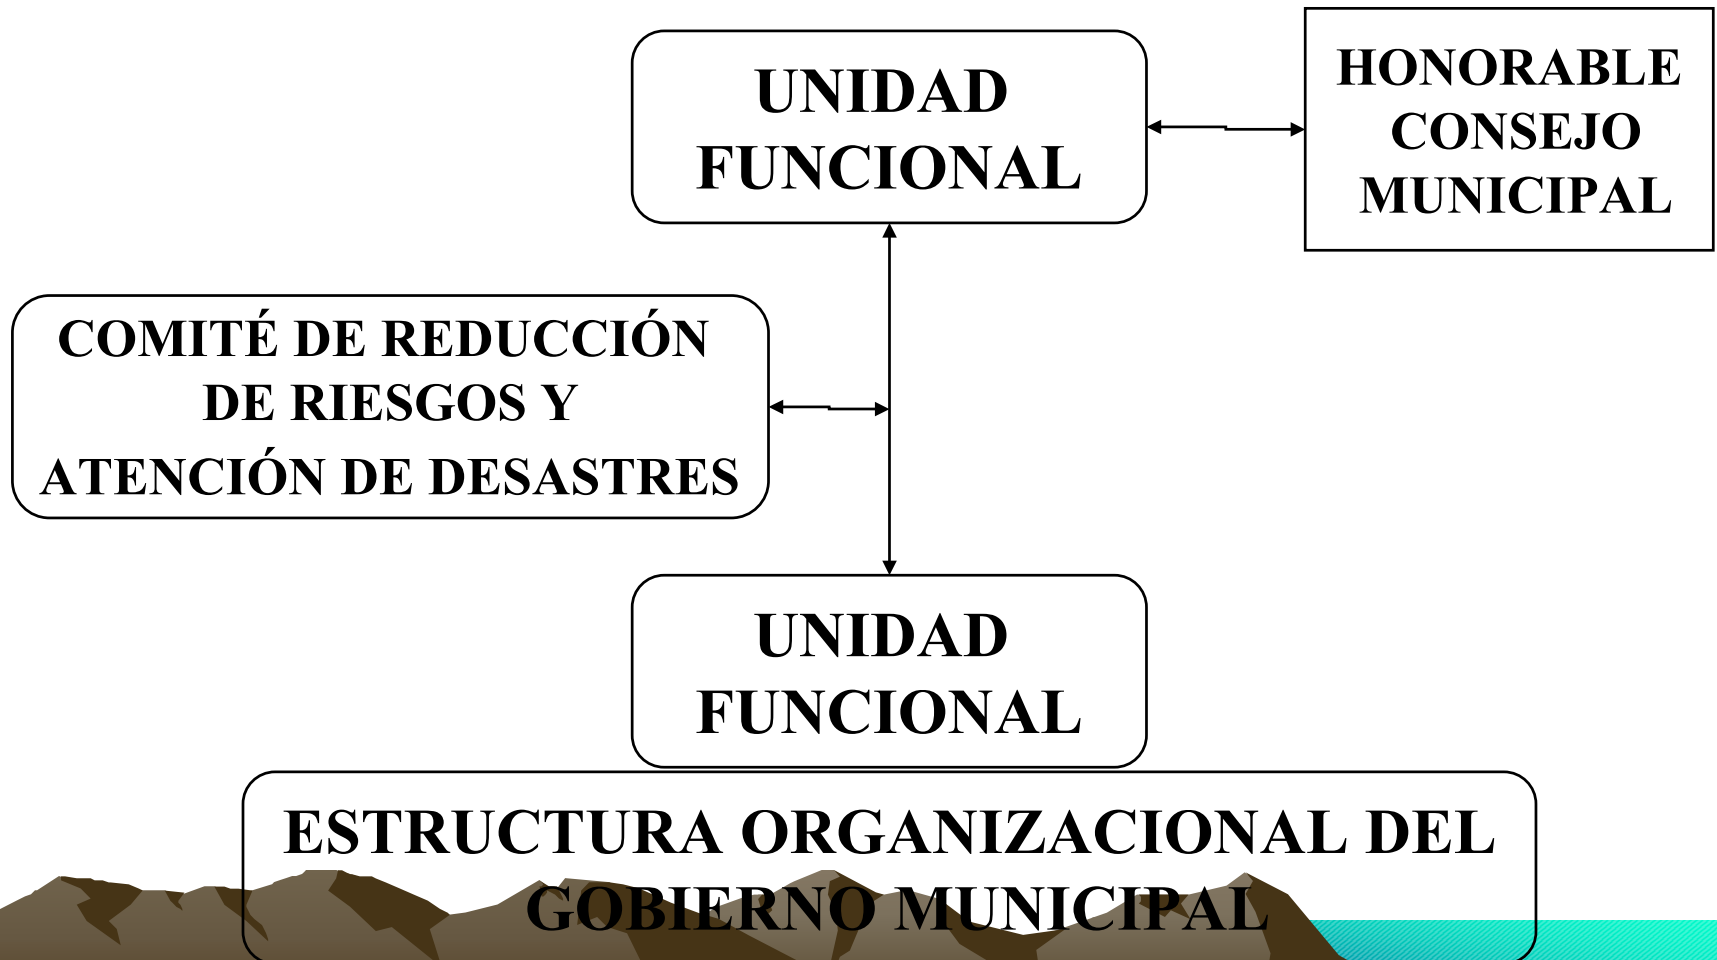 UNIDAD
FUNCIONAL
HONORABLE
CONSEJO
MUNICIPAL
COMITÉ DE REDUCCIÓN
DE RIESGOS Y
ATENCIÓN DE DESASTRES
UNIDAD
FUNCIONAL
ESTRUCTURA ORGANIZACIONAL DEL
GOBIERNO MUNICIPAL